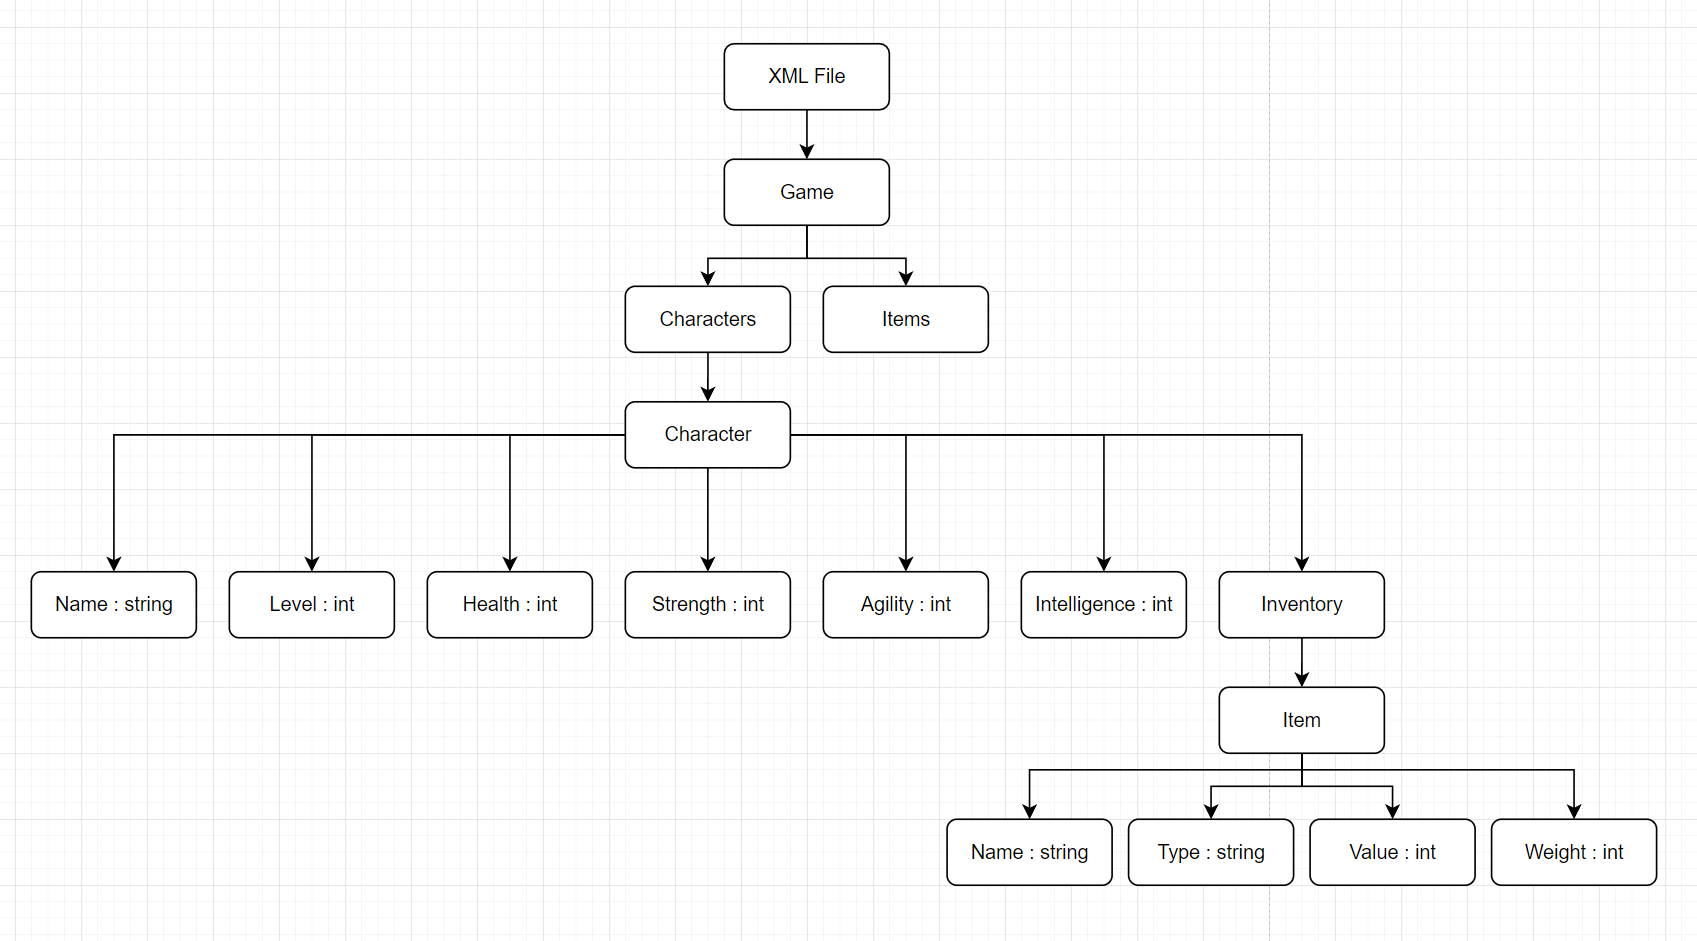 XML File
Game
Characters
Items
Character
Name : string
Level : int
Health : int
Strength : int
Agility : int
Intelligence : int
Inventory
Item
Name : string
Type : string
Value : int
Weight : int